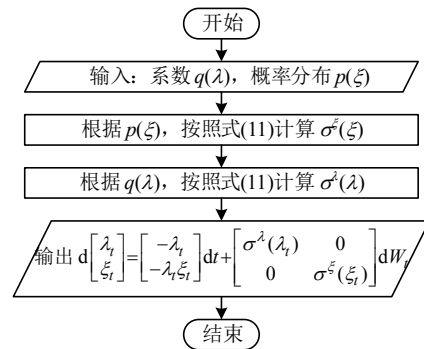 开始
输入：系数 q(λ)，概率分布 p(ξ)
根据 p(ξ)，按照式(11)计算 σ^ξ(ξ)
根据 q(λ)，按照式(11)计算 σ^λ(λ)
输出 d[λ_t; ξ_t]=[−λ_t; −λ_tξ_t]dt+[σ^λ(λ_t) 0; 0 σ^ξ(ξ_t)]dW_t
结束